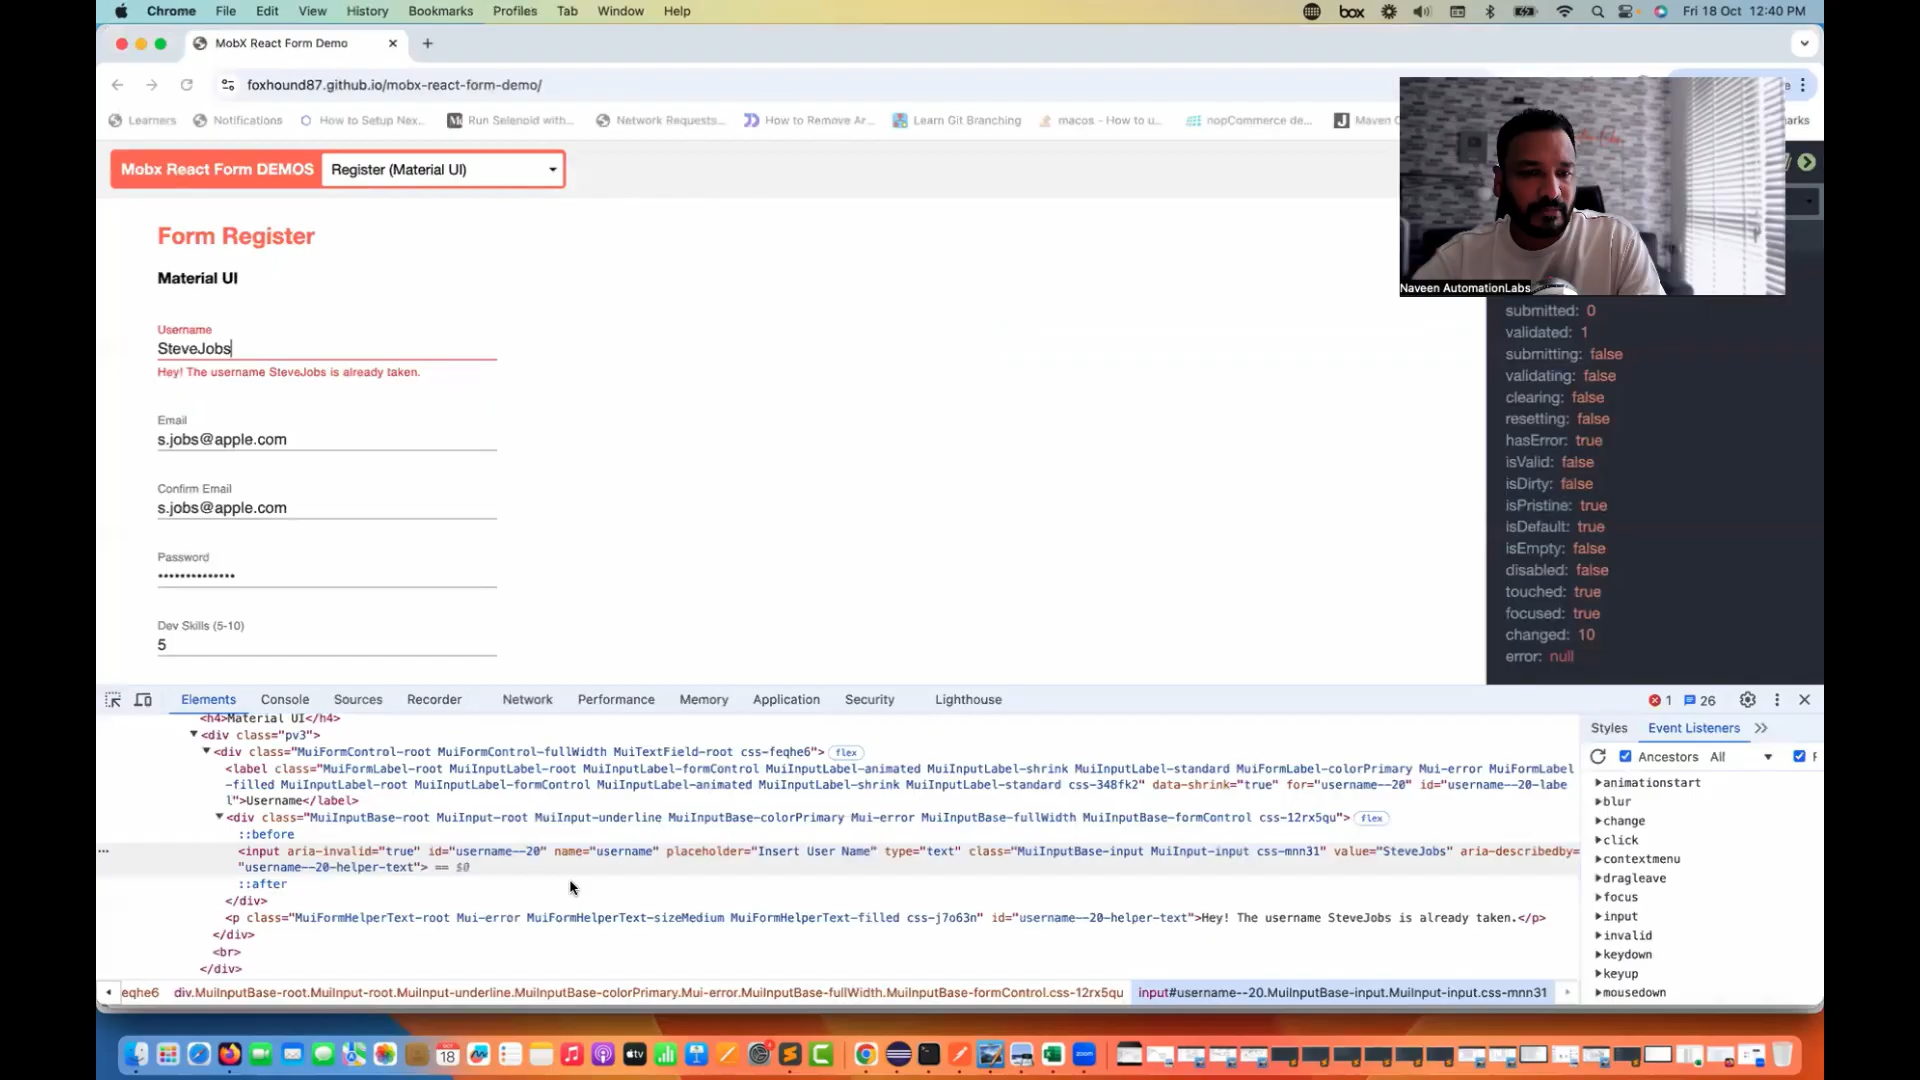 Chrome File Edit View History Bookmarks Profiles Tab Window Help
box Fri 18 Oct 12:40 PM
MobX React Form Demo
foxhound87.github.io/mobx-react-form-demo/
Learners Notifications How to Setup Nex... Run Selenoid with... Network Requests... How to Remove Ar... Learn Git Branching macos - How to u... nopCommerce de... Maven
Mobx React Form DEMOS Register (Material UI)
Naveen AutomationLabs
Form Register
Material UI
Username
SteveJobs
Hey! The username SteveJobs is already taken.
Email
s.jobs@apple.com
Confirm Email
s.jobs@apple.com
Password
••••••••••••••
Dev Skills (5-10)
5
submitted: 0
validated: 1
submitting: false
validating: false
clearing: false
resetting: false
hasError: true
isValid: false
isDirty: false
isPristine: true
isDefault: true
isEmpty: false
disabled: false
touched: true
focused: true
changed: 10
error: null
Elements Console Sources Recorder Network Performance Memory Application Security Lighthouse
1 26
<h4>Material UI</h4>
<div class="pv3">
<div class="MuiFormControl-root MuiFormControl-fullWidth MuiTextField-root css-feqhe6"> flex
<label class="MuiFormLabel-root MuiInputLabel-root MuiInputLabel-formControl MuiInputLabel-animated MuiInputLabel-shrink MuiInputLabel-standard MuiFormLabel-colorPrimary Mui-error MuiFormLabel
-filled MuiInputLabel-root MuiInputLabel-formControl MuiInputLabel-animated MuiInputLabel-shrink MuiInputLabel-standard css-348fk2" data-shrink="true" for="username--20" id="username--20-labe
l">Username</label>
<div class="MuiInputBase-root MuiInput-root MuiInput-underline MuiInputBase-colorPrimary Mui-error MuiInputBase-fullWidth MuiInputBase-formControl css-12rx5qu"> flex
::before
<input aria-invalid="true" id="username--20" name="username" placeholder="Insert User Name" type="text" class="MuiInputBase-input MuiInput-input css-mnn31" value="SteveJobs" aria-describedby=
"username--20-helper-text"> == $0
::after
</div>
<p class="MuiFormHelperText-root Mui-error MuiFormHelperText-sizeMedium MuiFormHelperText-filled css-j7o63n" id="username--20-helper-text">Hey! The username SteveJobs is already taken.</p>
</div>
<br>
</div>
eqhe6 div.MuiInputBase-root.MuiInput-root.MuiInput-underline.MuiInputBase-colorPrimary.Mui-error.MuiInputBase-fullWidth.MuiInputBase-formControl.css-12rx5qu input#username--20.MuiInputBase-input.MuiInput-input.css-mnn31
Styles Event Listeners
Ancestors All
animationstart
blur
change
click
contextmenu
dragleave
focus
input
invalid
keydown
keyup
mousedown